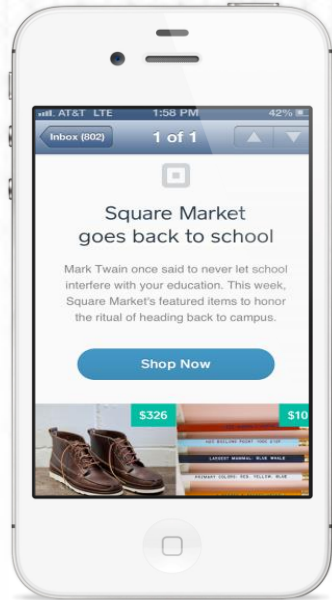 AT&T LTE 1:58 PM 42%
Inbox (802) 1 of 1
Square Market
goes back to school
Mark Twain once said to never let school
interfere with your education. This week,
Square Market's featured items to honor
the ritual of heading back to campus.
Shop Now
$326 $10
LARGEST MAMMAL: BLUE WHALE
PRIMARY COLORS: RED, YELLOW, BLUE